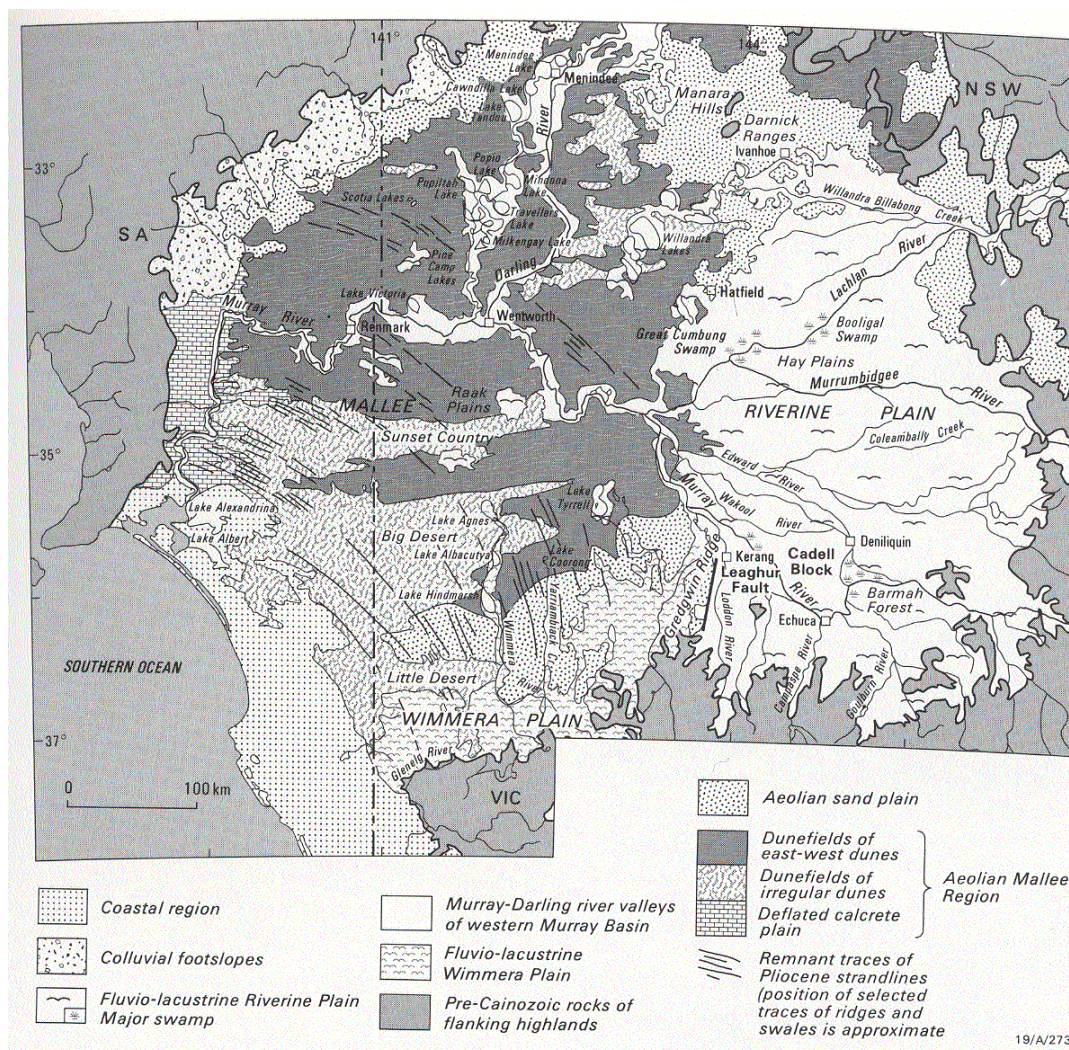 141°
144
Menindee
Lake
Menindee
Cawndilla Lake
Lake
Tandou
River
Manara
Hills
NSW
Darnick
Ranges
Ivanhoe
33°
Popio
Lake
Popiltah
Lake
Scotia Lakes
Mindona
Lake
Travellers
Lake
Milkengay Lake
Willandra Billabong Creek
SA
Pine
Camp
Lakes
Darling
Willandra
Lakes
Lachlan River
Hatfield
Lake Victoria
Murray River
Renmark
Wentworth
Great Cumbung
Swamp
Booligal
Swamp
Hay Plains
Murrumbidgee River
Raak
Plains
MALLEE
RIVERINE PLAIN
Coleambally Creek
Sunset Country
35°
Edward River
Lake
Tyrrell
Murray River
Wakool River
Lake Alexandrina
Lake Albert
Lake Agnes
Big Desert
Lake Albacutya
Lake
Coorong
Deniliquin
Kerang
Cadell
Block
Leaghur
Fault
Barmah
Forest
Lake Hindmarsh
Yarriambiack Ck
Gredgwin Ridge
Echuca
Wimmera River
Loddon River
Campaspe River
Goulburn River
SOUTHERN OCEAN
Little Desert
WIMMERA PLAIN
37°
Glenelg River
VIC
0 100 km
Aeolian sand plain
Dunefields of
east-west dunes
Dunefields of
irregular dunes
Deflated calcrete
plain
Aeolian Mallee
Region
Coastal region
Murray-Darling river valleys
of western Murray Basin
Colluvial footslopes
Fluvio-lacustrine
Wimmera Plain
Remnant traces of
Pliocene strandlines
(position of selected
traces of ridges and
swales is approximate
Fluvio-lacustrine Riverine Plain
Major swamp
Pre-Cainozoic rocks of
flanking highlands
19/A/273